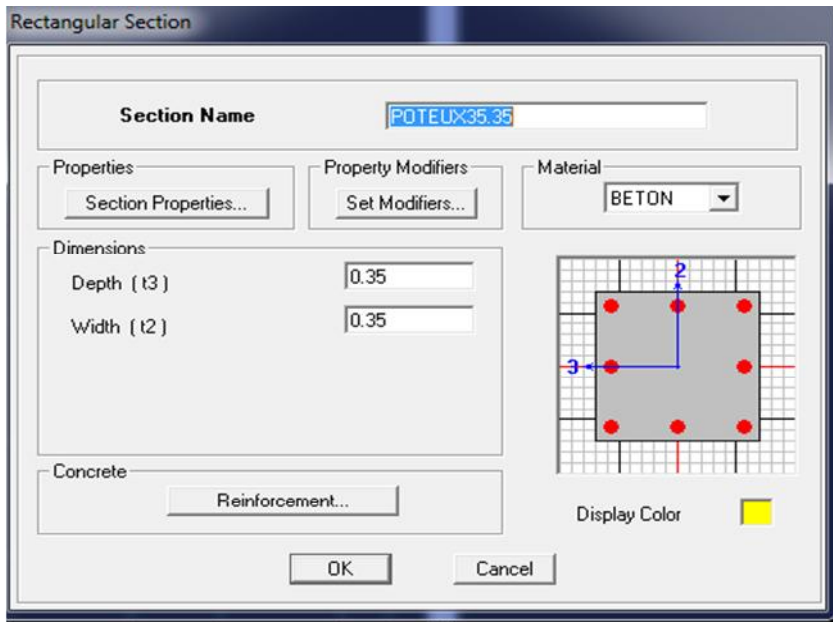 Rectangular Section
Section Name POTEUX35.35
Properties Property Modifiers Material
Section Properties... Set Modifiers... BETON
Dimensions
Depth ( t3 ) 0.35
Width ( t2 ) 0.35
2
3
Concrete
Reinforcement...
Display Color
OK Cancel